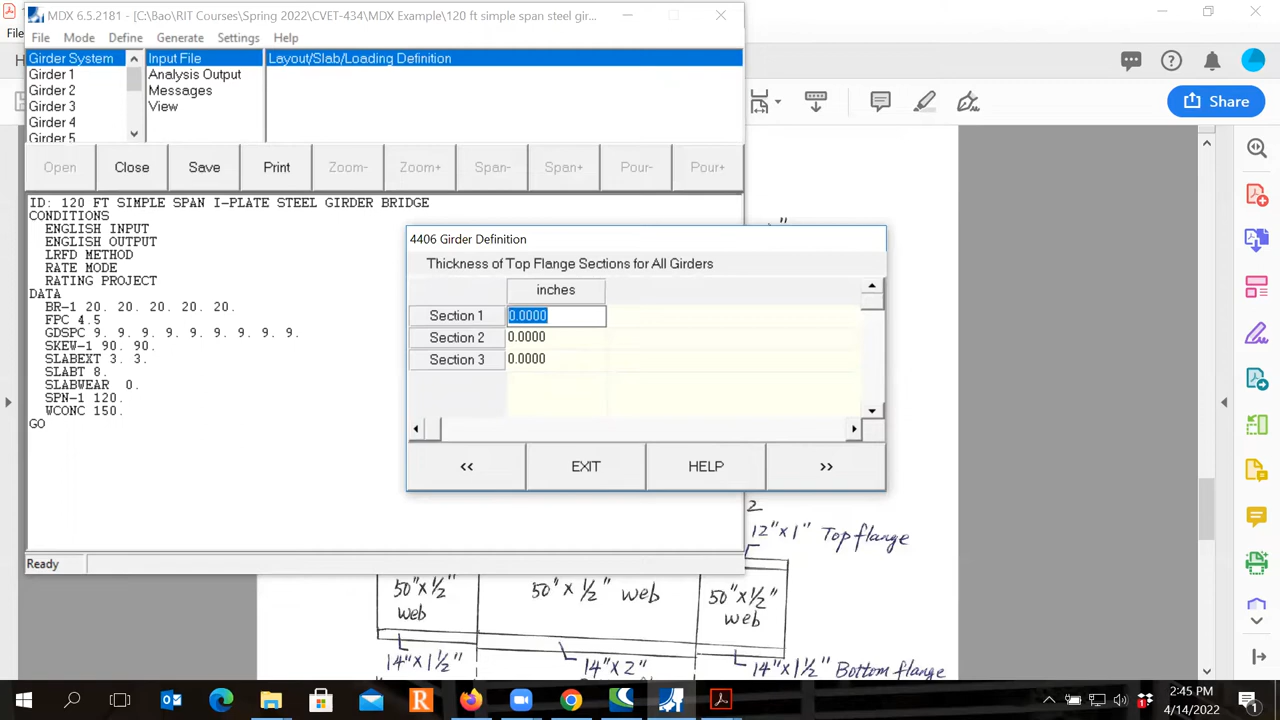 MDX 6.5.2181 - [C:\Bao\RIT Courses\Spring 2022\CVET-434\MDX Example\120 ft simple span steel gir...
File Mode Define Generate Settings Help
Girder System
Girder 1
Girder 2
Girder 3
Girder 4
Girder 5
Input File
Analysis Output
Messages
View
Layout/Slab/Loading Definition
Share
Open Close Save Print Zoom- Zoom+ Span- Span+ Pour- Pour+
ID: 120 FT SIMPLE SPAN I-PLATE STEEL GIRDER BRIDGE
CONDITIONS
ENGLISH INPUT
ENGLISH OUTPUT
LRFD METHOD
RATE MODE
RATING PROJECT
DATA
BR-1 20. 20. 20. 20. 20.
FPC 4.5
GDSPC 9. 9. 9. 9. 9. 9. 9. 9.
SKEW-1 90. 90.
SLABEXT 3. 3.
SLABT 8.
SLABWEAR 0.
SPN-1 120.
WCONC 150.
GO
4406 Girder Definition
Thickness of Top Flange Sections for All Girders
inches
Section 1 0.0000
Section 2 0.0000
Section 3 0.0000
<< EXIT HELP >>
Ready
2
12"x1" Top flange
50"x½" web
50"x½" web
50"x½" web
14"x1½"
14"x2"
14"x1½" Bottom flange
2:45 PM
4/14/2022
1